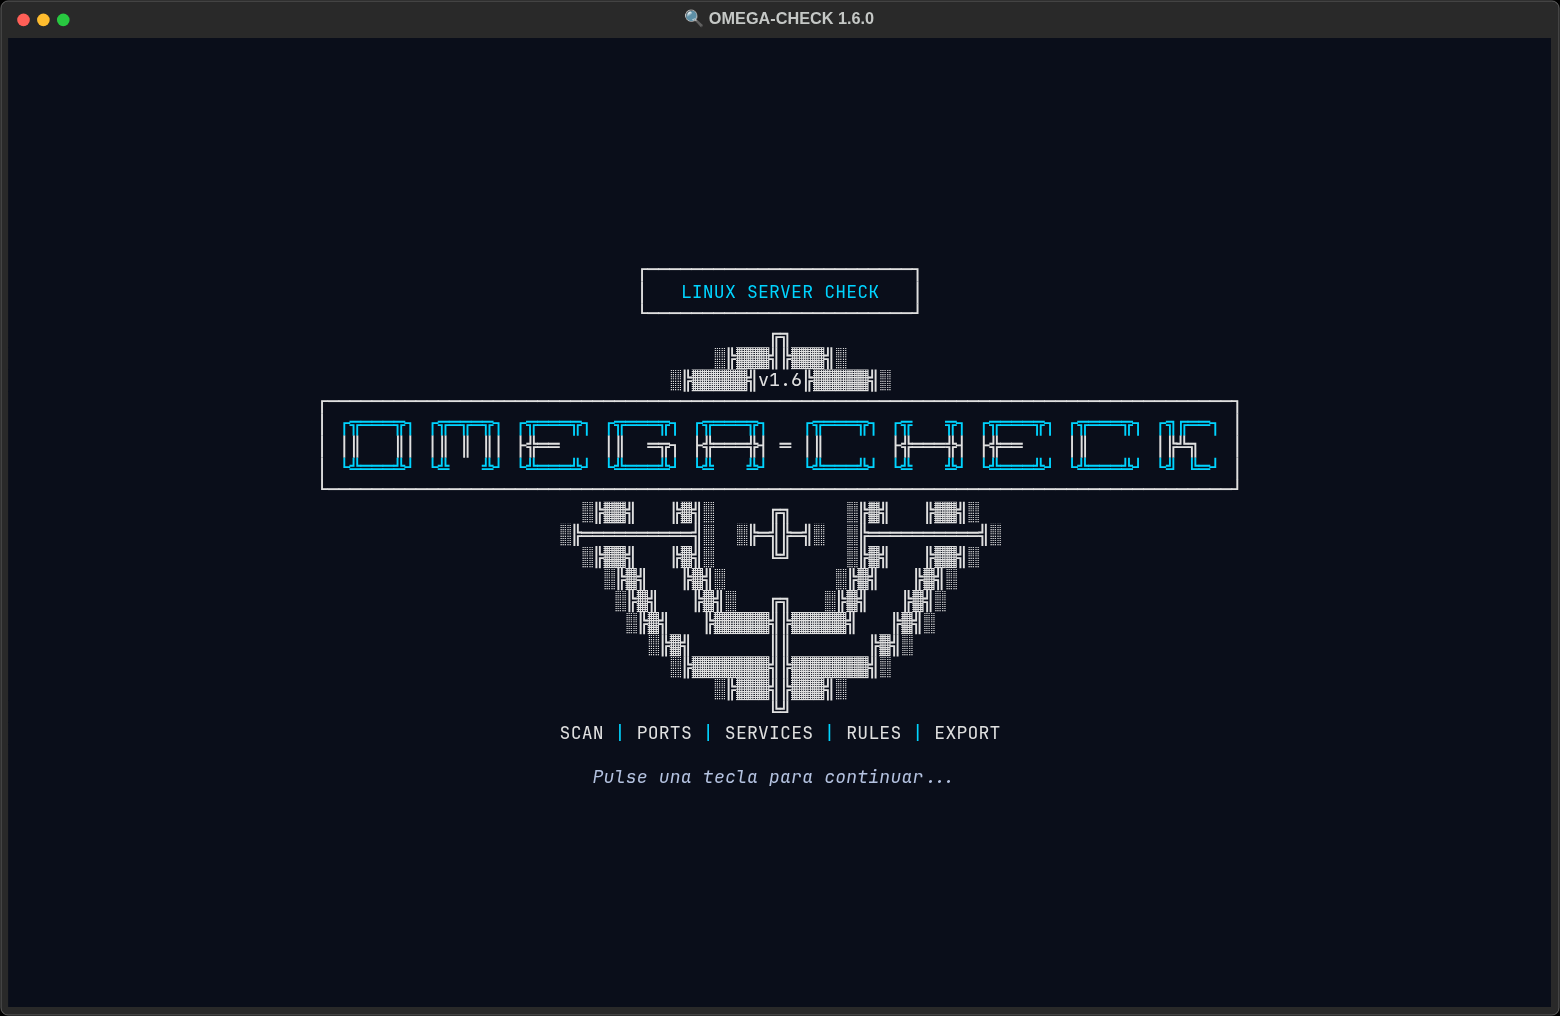 🔍 OMEGA-CHECK 1.6.0
LINUX SERVER CHECK
v1.6
OMEGA-CHECK
SCAN | PORTS | SERVICES | RULES | EXPORT
Pulse una tecla para continuar...